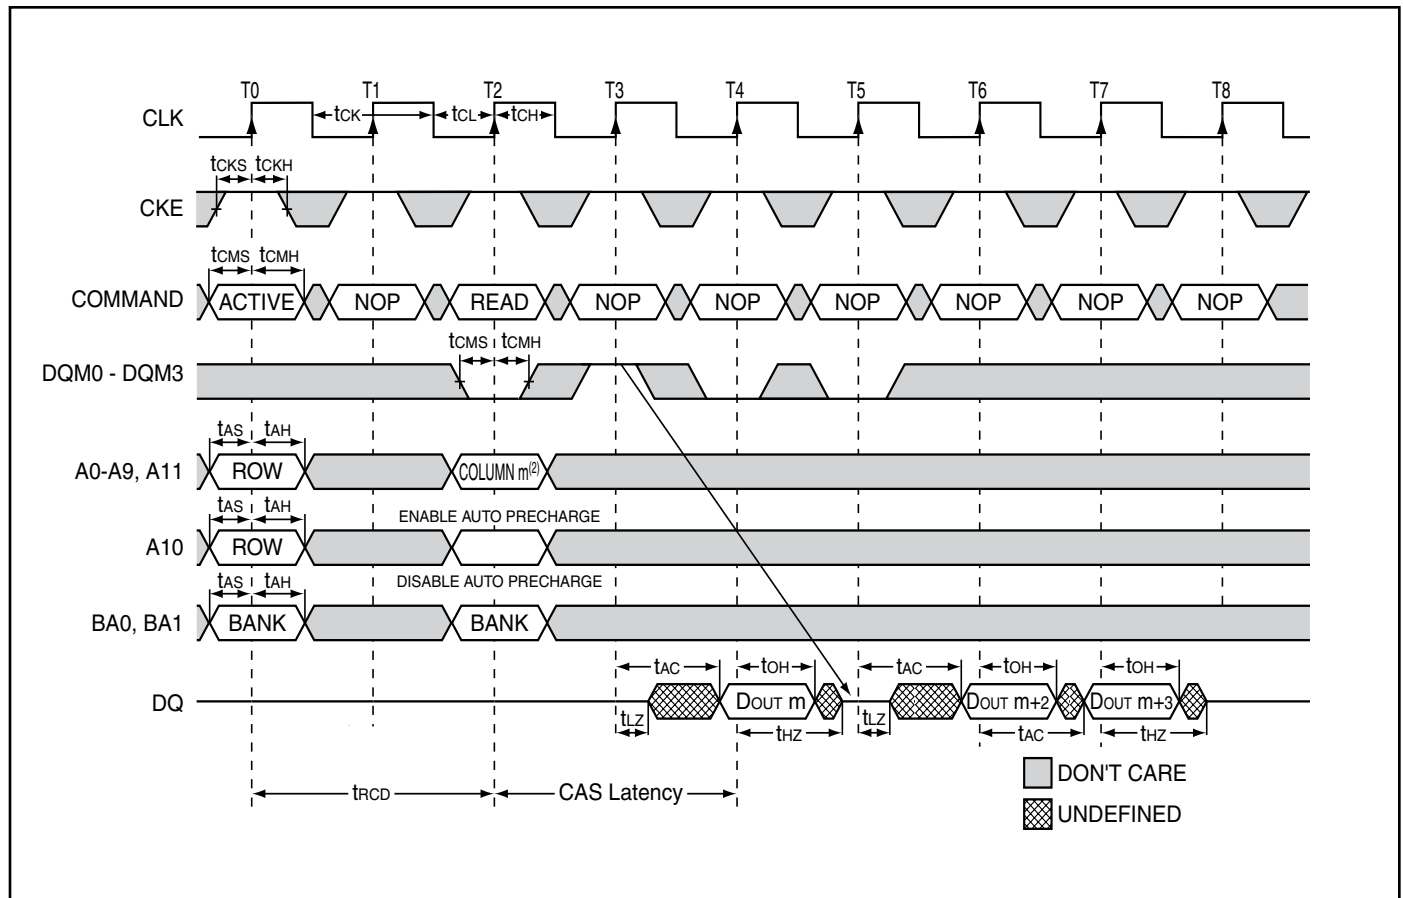 T0 T1 T2 T3 T4 T5 T6 T7 T8
CLK tCK tCL tCH
tCKS tCKH
CKE
tCMS tCMH
COMMAND ACTIVE NOP READ NOP NOP NOP NOP NOP NOP
tCMS tCMH
DQM0 - DQM3
tAS tAH
A0-A9, A11 ROW COLUMN m(2)
tAS tAH ENABLE AUTO PRECHARGE
A10 ROW
tAS tAH DISABLE AUTO PRECHARGE
BA0, BA1 BANK BANK
tAC tOH tAC tOH tOH
DQ DOUT m DOUT m+2 DOUT m+3
tLZ tHZ tLZ tAC tHZ
DON'T CARE
tRCD CAS Latency
UNDEFINED